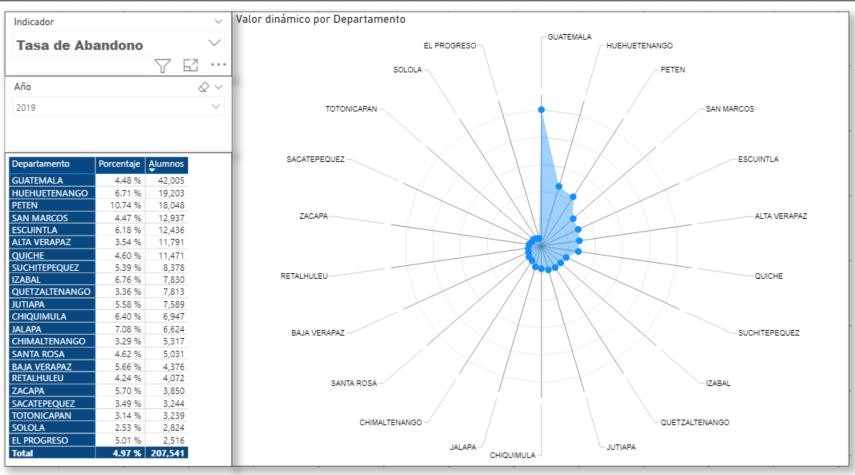 Indicador
Tasa de Abandono
Año
2019
Departamento Porcentaje Alumnos
GUATEMALA 4.48 % 42,005
HUEHUETENANGO 6.71 % 19,203
PETEN 10.74 % 18,048
SAN MARCOS 4.47 % 12,937
ESCUINTLA 6.18 % 12,436
ALTA VERAPAZ 3.54 % 11,791
QUICHE 4.60 % 11,471
SUCHITEPEQUEZ 5.39 % 8,378
IZABAL 6.76 % 7,830
QUETZALTENANGO 3.36 % 7,813
JUTIAPA 5.58 % 7,589
CHIQUIMULA 6.40 % 6,947
JALAPA 7.08 % 6,624
CHIMALTENANGO 3.29 % 5,317
SANTA ROSA 4.62 % 5,031
BAJA VERAPAZ 5.66 % 4,376
RETALHULEU 4.24 % 4,072
ZACAPA 5.70 % 3,850
SACATEPEQUEZ 3.49 % 3,244
TOTONICAPAN 3.14 % 3,239
SOLOLA 2.53 % 2,824
EL PROGRESO 5.01 % 2,516
Total 4.97 % 207,541
Valor dinámico por Departamento
GUATEMALA
HUEHUETENANGO
PETEN
SAN MARCOS
ESCUINTLA
ALTA VERAPAZ
QUICHE
SUCHITEPEQUEZ
IZABAL
QUETZALTENANGO
JUTIAPA
CHIQUIMULA
JALAPA
CHIMALTENANGO
SANTA ROSA
BAJA VERAPAZ
RETALHULEU
ZACAPA
SACATEPEQUEZ
TOTONICAPAN
SOLOLA
EL PROGRESO